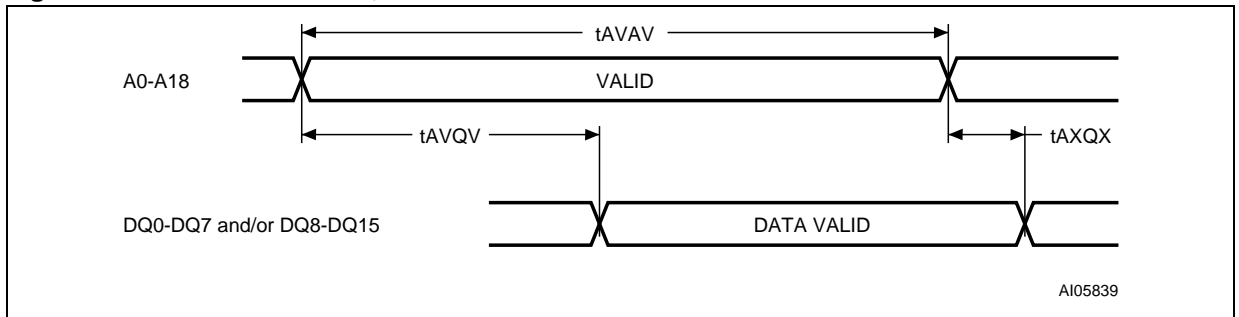 tAVAV
A0-A18
VALID
tAVQV
tAXQX
DQ0-DQ7 and/or DQ8-DQ15
DATA VALID
AI05839